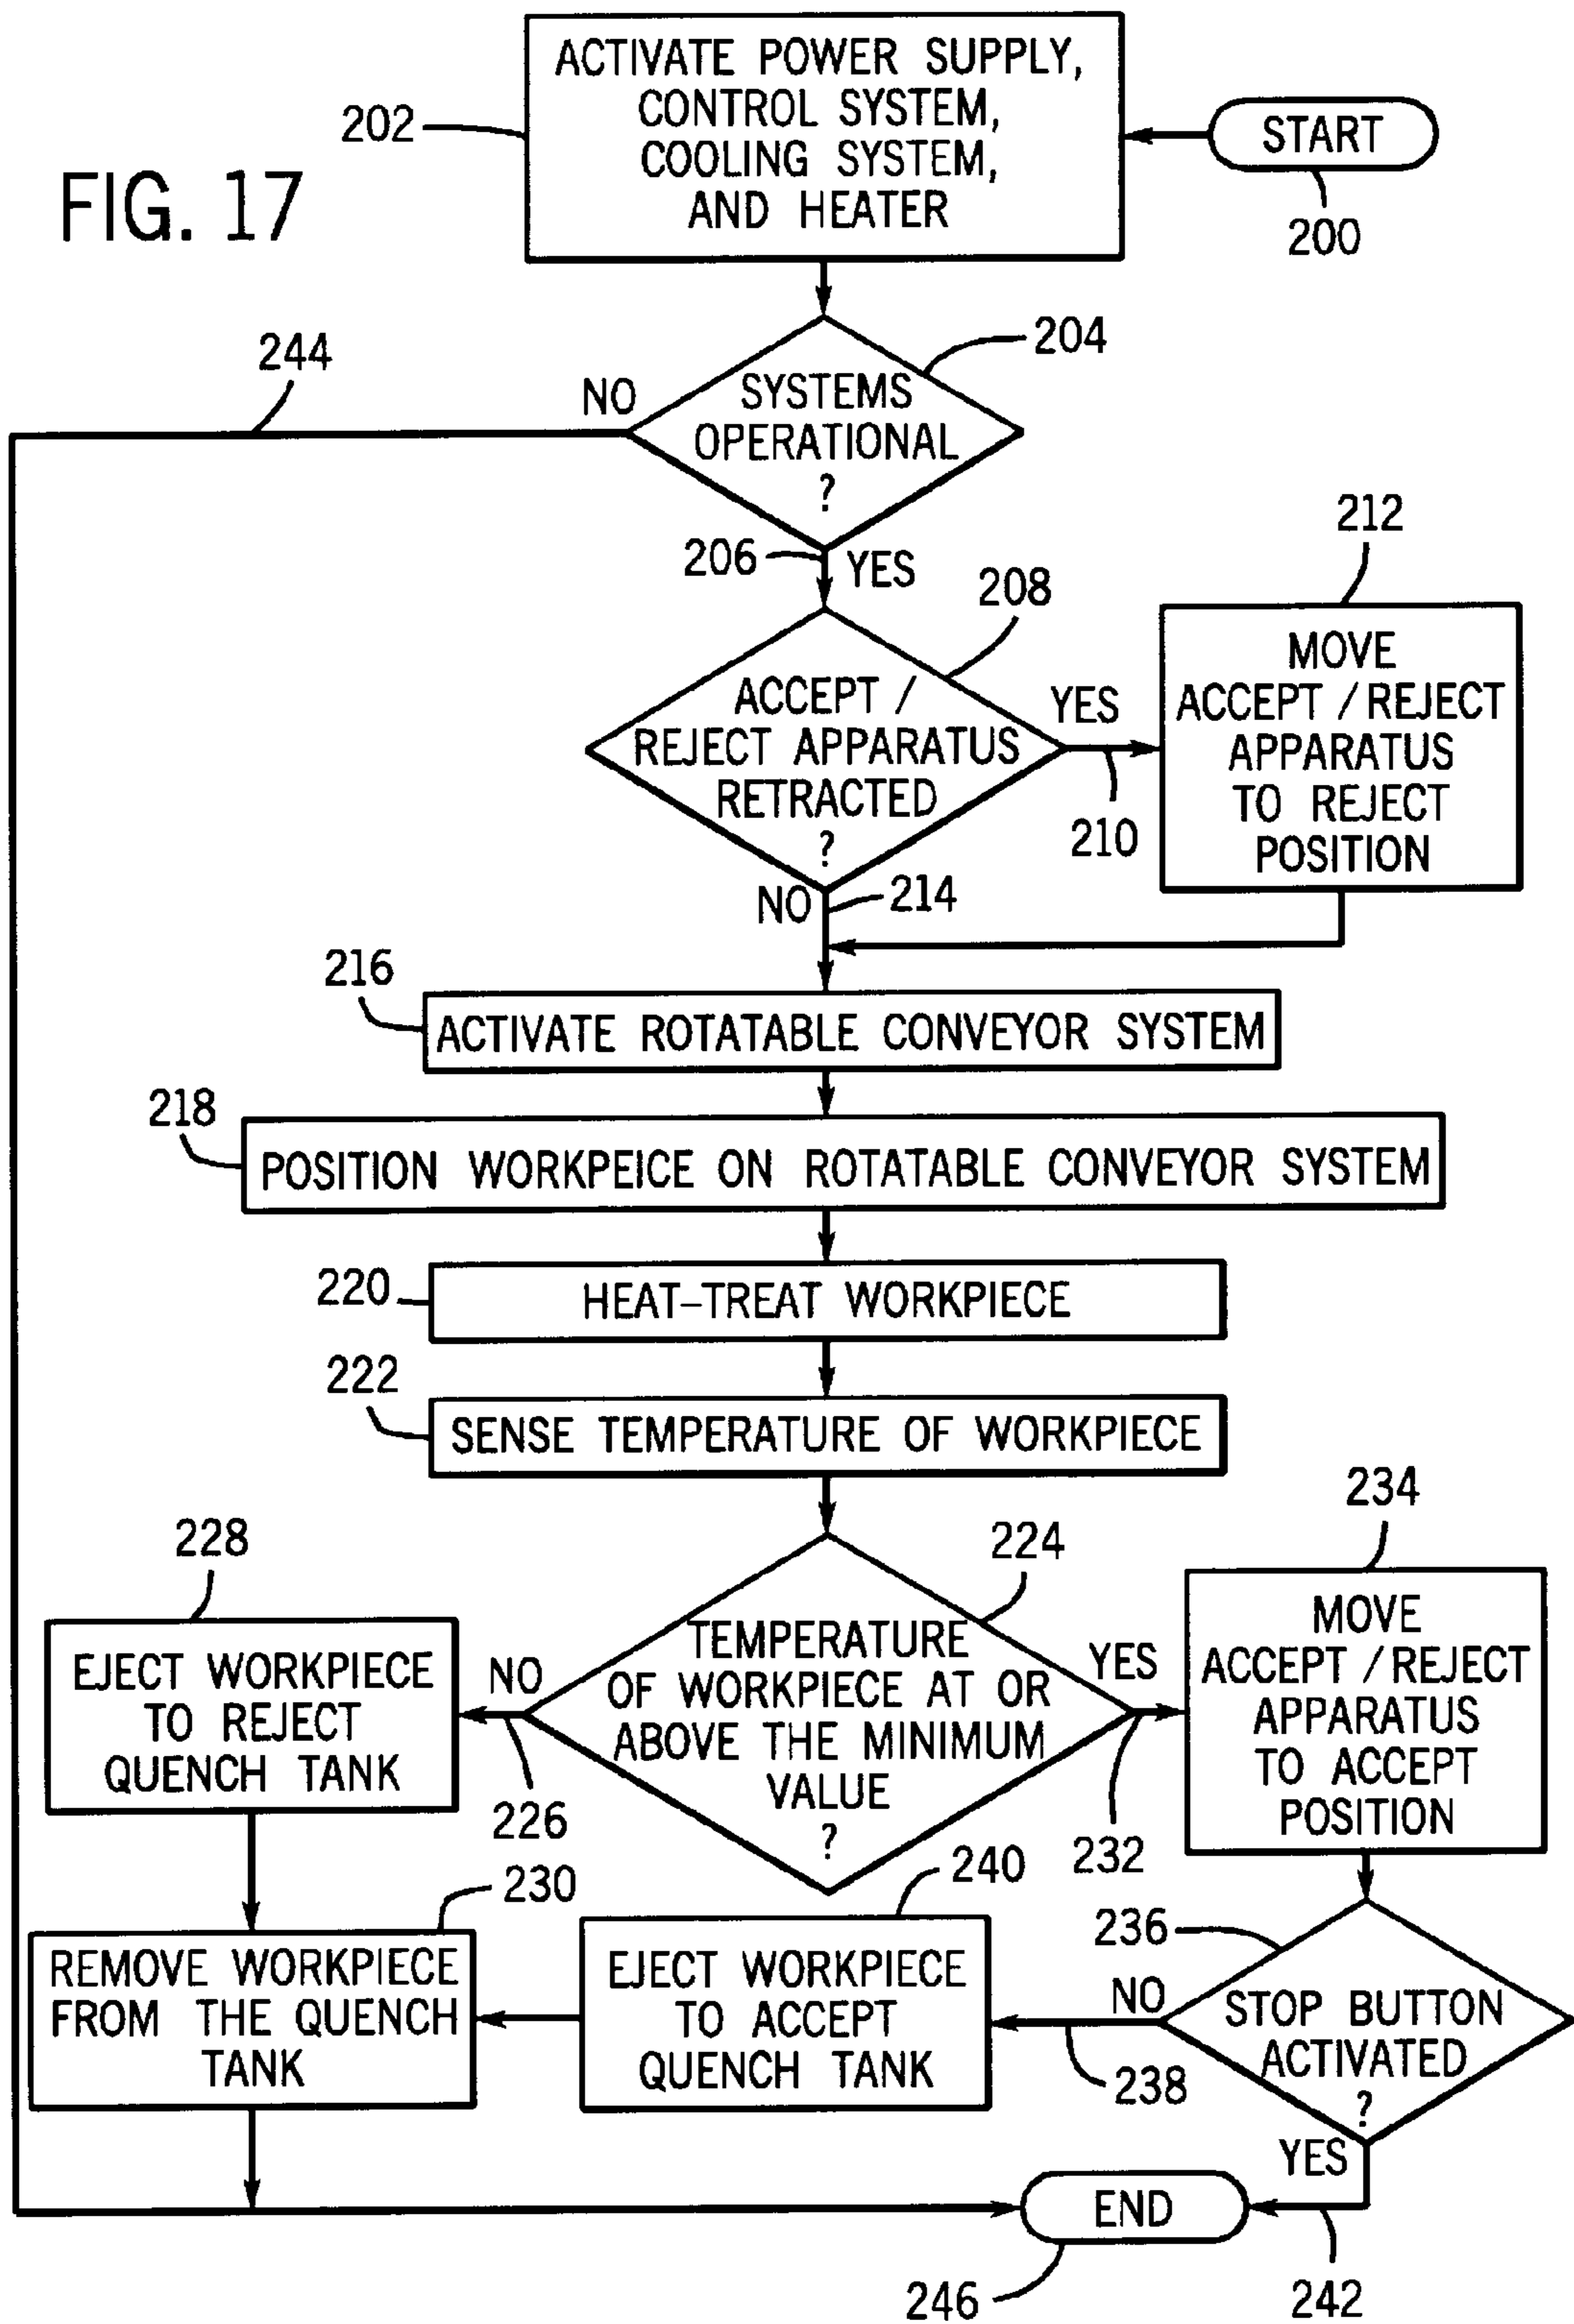 FIG. 17
ACTIVATE POWER SUPPLY,
CONTROL SYSTEM,
COOLING SYSTEM,
AND HEATER
202
START
200
244
NO
204
SYSTEMS
OPERATIONAL
?
206
YES
208
ACCEPT /
REJECT APPARATUS
RETRACTED
?
YES
210
212
MOVE
ACCEPT / REJECT
APPARATUS
TO REJECT
POSITION
NO
214
216
ACTIVATE ROTATABLE CONVEYOR SYSTEM
218
POSITION WORKPEICE ON ROTATABLE CONVEYOR SYSTEM
220
HEAT-TREAT WORKPIECE
222
SENSE TEMPERATURE OF WORKPIECE
224
TEMPERATURE
OF WORKPIECE AT OR
ABOVE THE MINIMUM
VALUE
?
228
EJECT WORKPIECE
TO REJECT
QUENCH TANK
NO
226
YES
232
234
MOVE
ACCEPT / REJECT
APPARATUS
TO ACCEPT
POSITION
230
REMOVE WORKPIECE
FROM THE QUENCH
TANK
240
EJECT WORKPIECE
TO ACCEPT
QUENCH TANK
236
NO
238
STOP BUTTON
ACTIVATED
?
YES
242
END
246